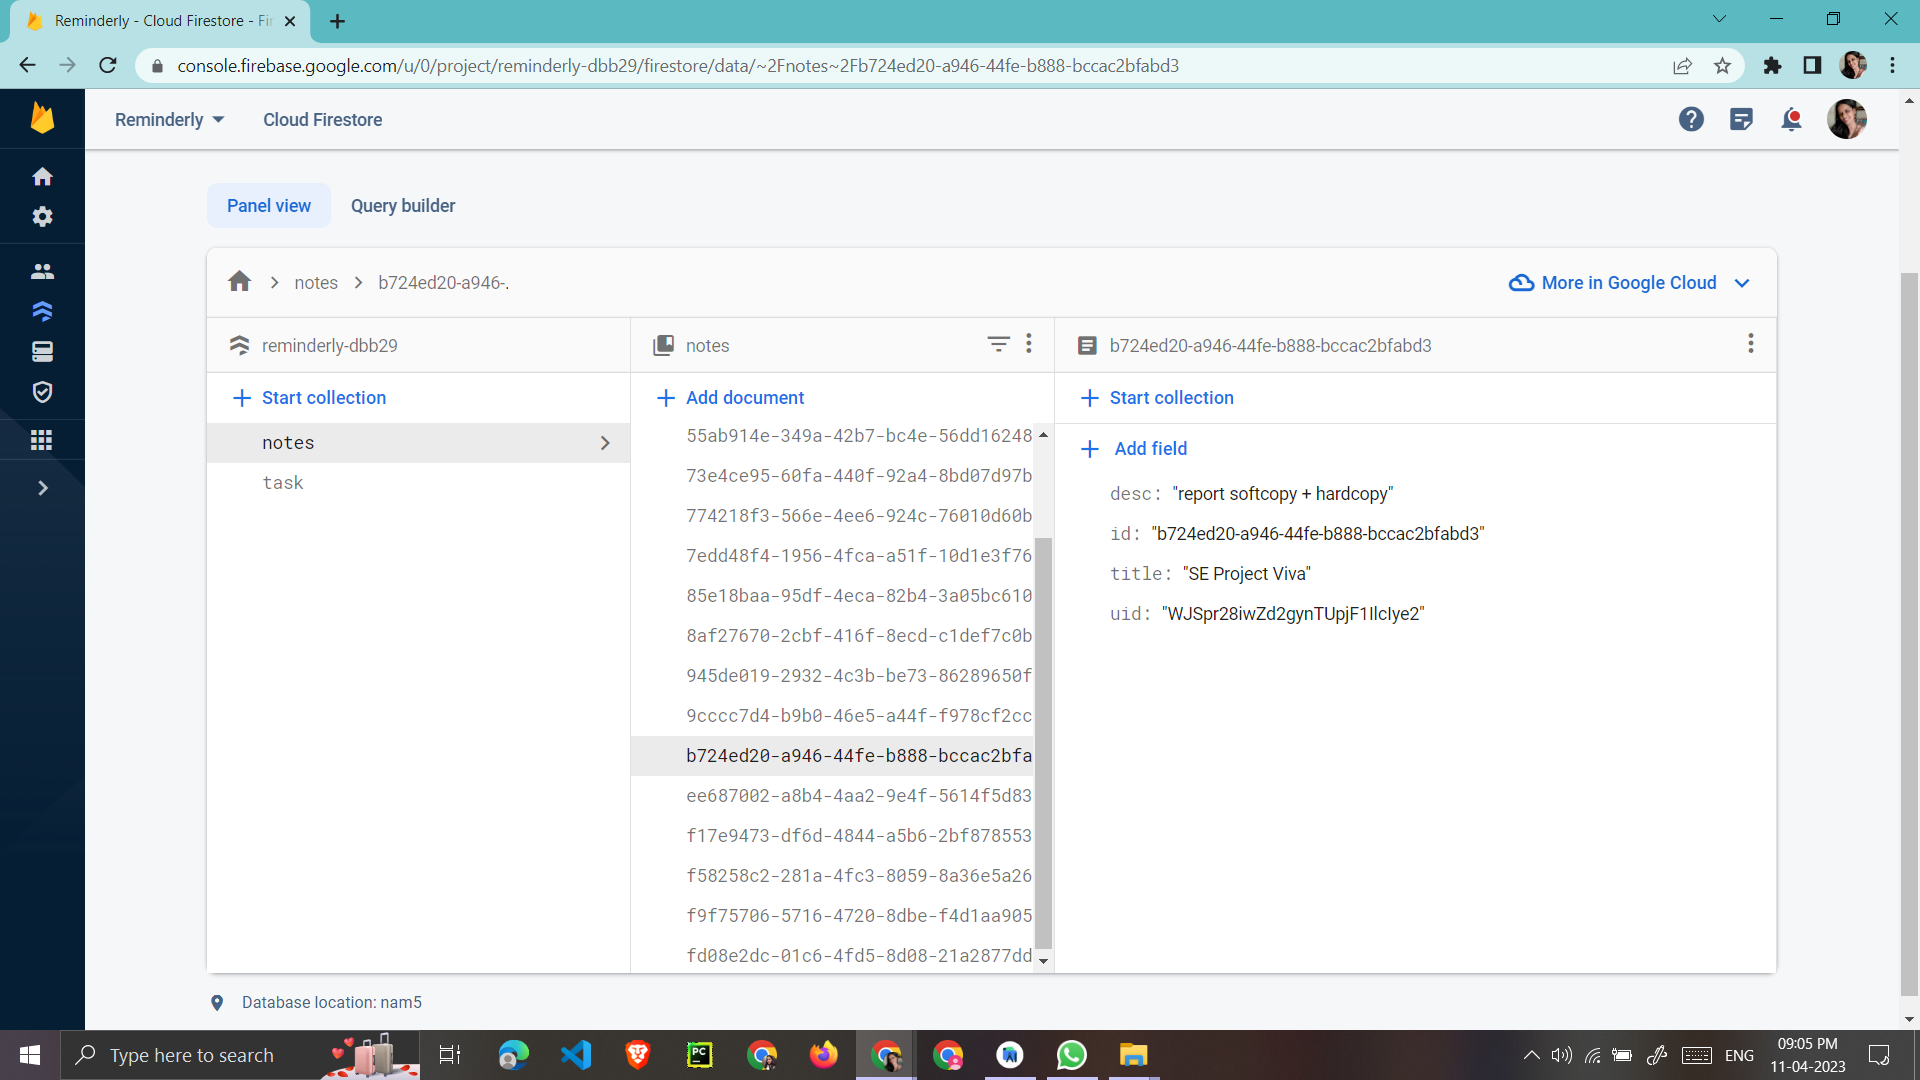 Reminderly - Cloud Firestore - Fir
console.firebase.google.com/u/0/project/reminderly-dbb29/firestore/data/~2Fnotes~2Fb724ed20-a946-44fe-b888-bccac2bfabd3
Reminderly
Cloud Firestore
Panel view
Query builder
notes
b724ed20-a946-.
More in Google Cloud
reminderly-dbb29
notes
b724ed20-a946-44fe-b888-bccac2bfabd3
Start collection
notes
task
Add document
55ab914e-349a-42b7-bc4e-56dd16248
73e4ce95-60fa-440f-92a4-8bd07d97b
774218f3-566e-4ee6-924c-76010d60b
7edd48f4-1956-4fca-a51f-10d1e3f76
85e18baa-95df-4eca-82b4-3a05bc610
8af27670-2cbf-416f-8ecd-c1def7c0b
945de019-2932-4c3b-be73-86289650f
9cccc7d4-b9b0-46e5-a44f-f978cf2cc
b724ed20-a946-44fe-b888-bccac2bfa
ee687002-a8b4-4aa2-9e4f-5614f5d83
f17e9473-df6d-4844-a5b6-2bf878553
f58258c2-281a-4fc3-8059-8a36e5a26
f9f75706-5716-4720-8dbe-f4d1aa905
fd08e2dc-01c6-4fd5-8d08-21a2877dd
Start collection
Add field
desc: "report softcopy + hardcopy"
id: "b724ed20-a946-44fe-b888-bccac2bfabd3"
title: "SE Project Viva"
uid: "WJSpr28iwZd2gynTUpjF1IlcIye2"
Database location: nam5
Type here to search
PC
ENG
09:05 PM
11-04-2023